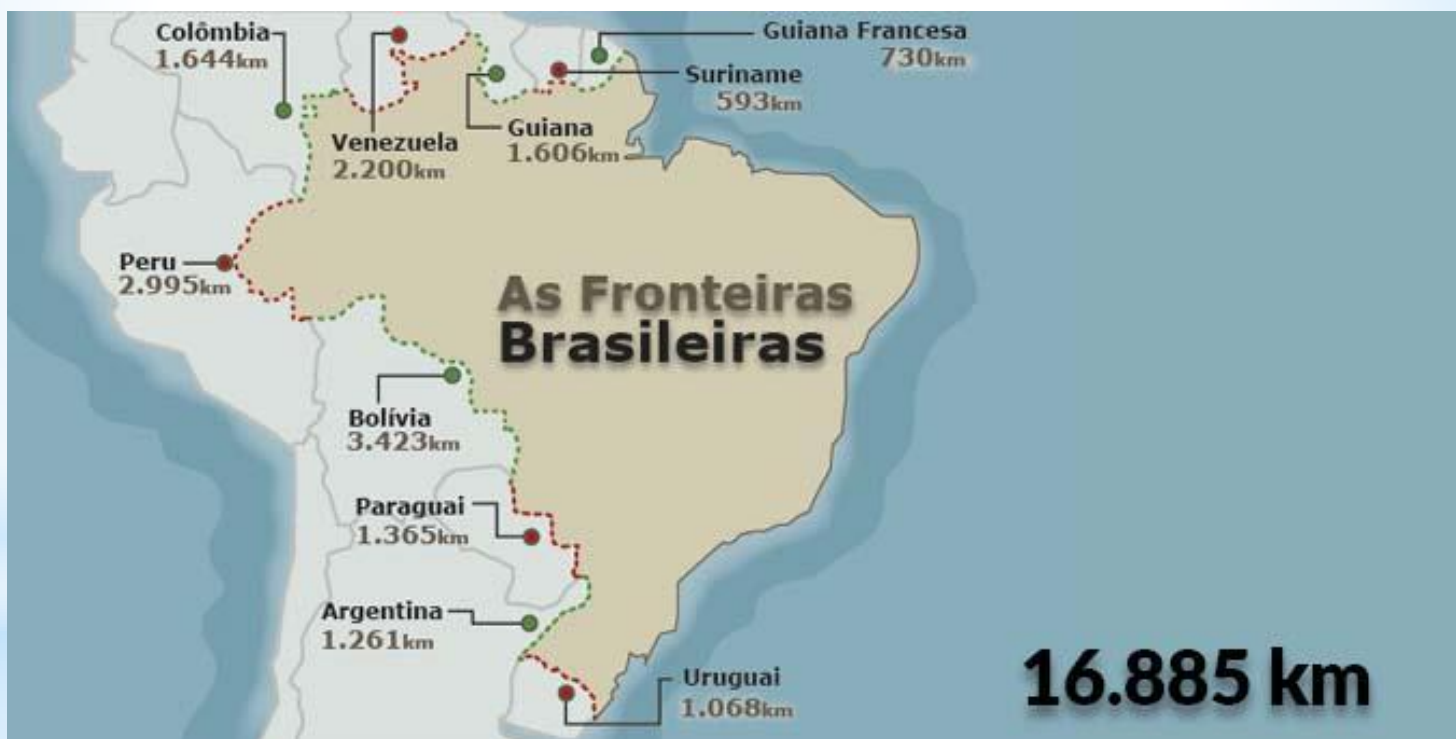 Colômbia
1.644km
Guiana Francesa
730km
Suriname
593km
Venezuela
2.200km
Guiana
1.606km
Peru
2.995km
As Fronteiras
Brasileiras
Bolívia
3.423km
Paraguai
1.365km
Argentina
1.261km
Uruguai
1.068km
16.885 km